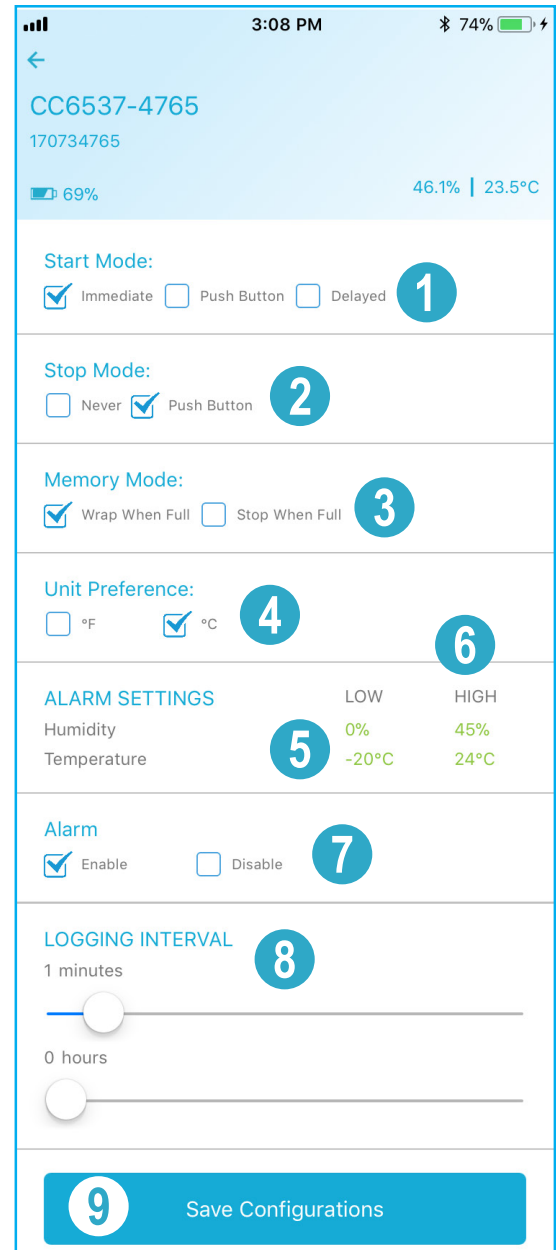 3:08 PM 74%
CC6537-4765
170734765
69% 46.1% | 23.5°C
Start Mode:
Immediate Push Button Delayed 1
Stop Mode:
Never Push Button 2
Memory Mode:
Wrap When Full Stop When Full 3
Unit Preference:
°F °C 4
6
ALARM SETTINGS LOW HIGH
Humidity 0% 45%
5
Temperature -20°C 24°C
Alarm
Enable Disable 7
LOGGING INTERVAL 8
1 minutes
0 hours
9 Save Configurations